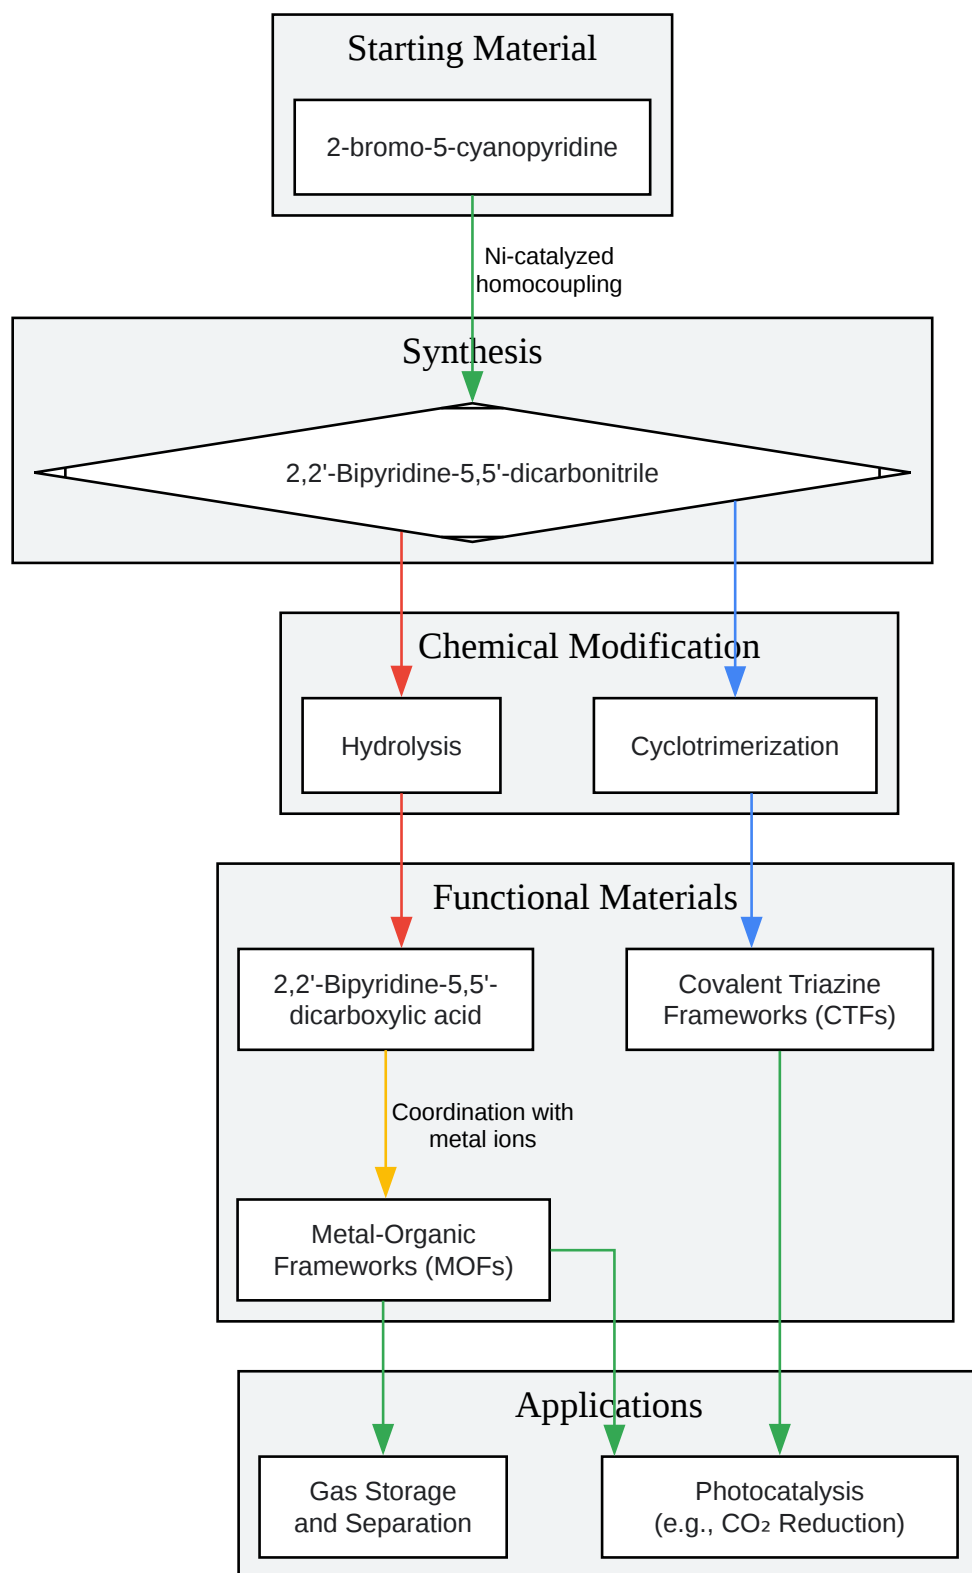 Starting Material
2-bromo-5-cyanopyridine
Ni-catalyzed
homocoupling
Synthesis
2,2'-Bipyridine-5,5'-dicarbonitrile
Chemical Modification
Hydrolysis
Cyclotrimerization
Functional Materials
2,2'-Bipyridine-5,5'-
dicarboxylic acid
Covalent Triazine
Frameworks (CTFs)
Coordination with
metal ions
Metal-Organic
Frameworks (MOFs)
Applications
Gas Storage
and Separation
Photocatalysis
(e.g., CO₂ Reduction)